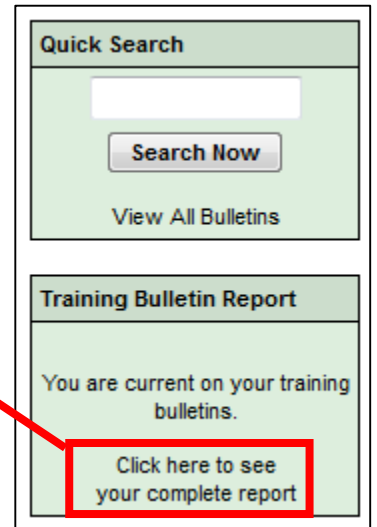 Quick Search
Search Now
View All Bulletins
Training Bulletin Report
You are current on your training
bulletins.
Click here to see
your complete report